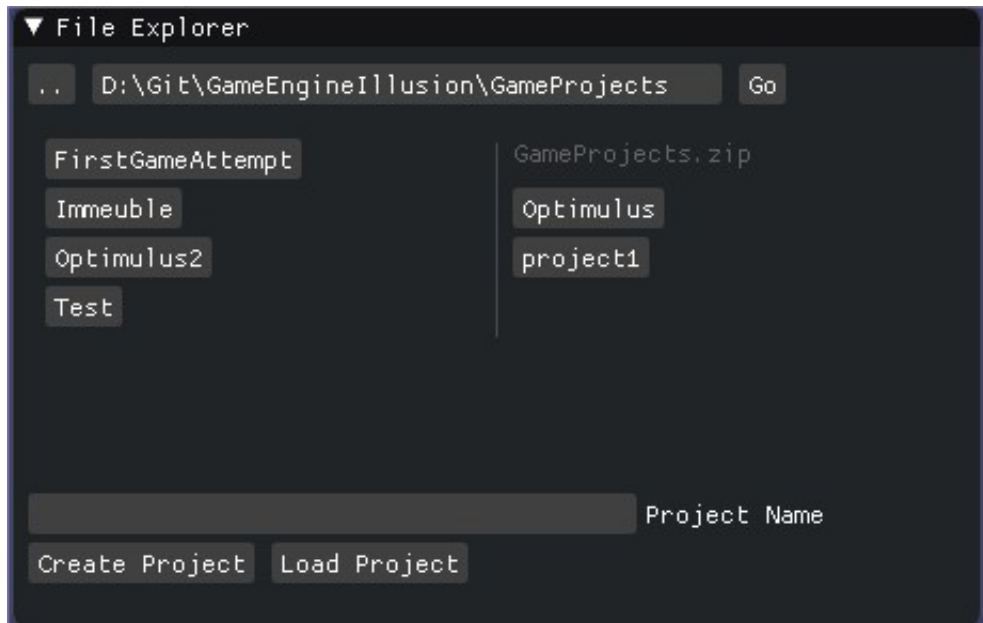 ▼ File Explorer
.. D:\Git\GameEngineIllusion\GameProjects Go
FirstGameAttempt GameProjects.zip
Immeuble Optimulus
Optimulus2 project1
Test
Project Name
Create Project Load Project